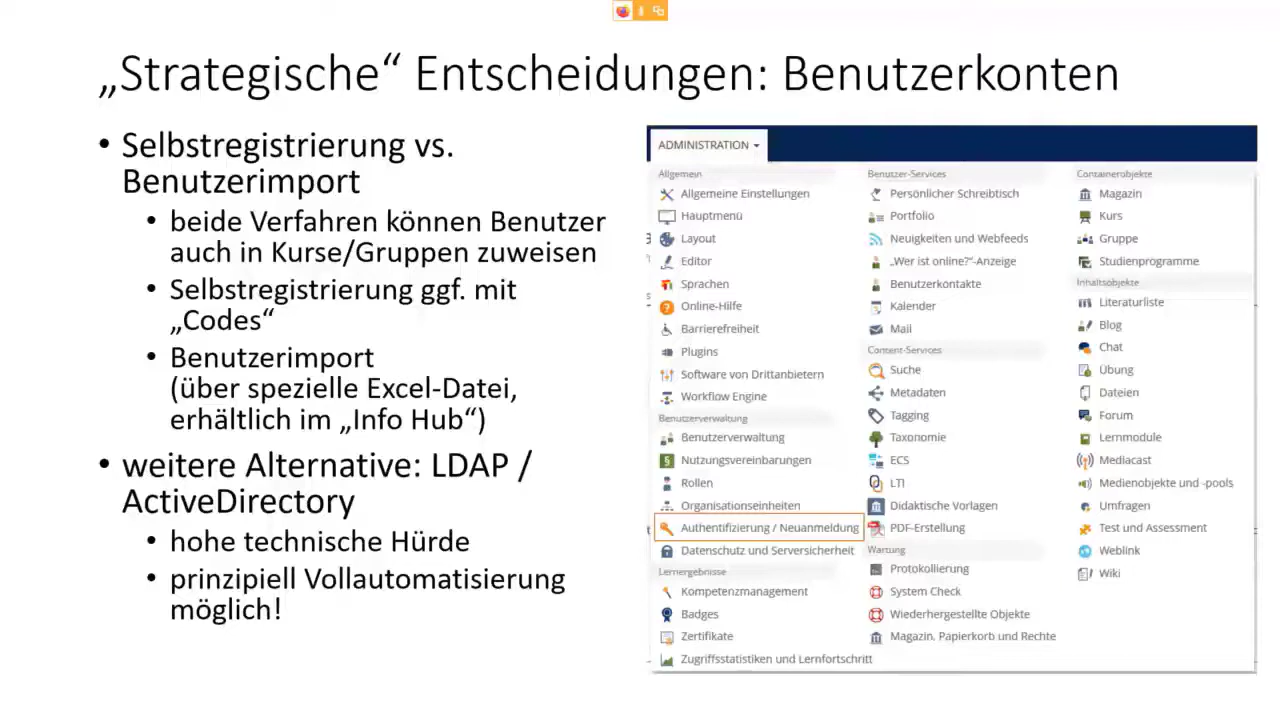 „Strategische“ Entscheidungen: Benutzerkonten
• Selbstregistrierung vs.
Benutzerimport
• beide Verfahren können Benutzer
auch in Kurse/Gruppen zuweisen
• Selbstregistrierung ggf. mit
„Codes“
• Benutzerimport
(über spezielle Excel-Datei,
erhältlich im „Info Hub“)
• weitere Alternative: LDAP /
ActiveDirectory
• hohe technische Hürde
• prinzipiell Vollautomatisierung
möglich!
ADMINISTRATION
Allgemein
Allgemeine Einstellungen
Hauptmenü
Layout
Editor
Sprachen
Online-Hilfe
Barrierefreiheit
Plugins
Software von Drittanbietern
Workflow Engine
Benutzerverwaltung
Benutzerverwaltung
Nutzungsvereinbarungen
Rollen
Organisationseinheiten
Authentifizierung / Neuanmeldung
Datenschutz und Serversicherheit
Lernergebnisse
Kompetenzmanagement
Badges
Zertifikate
Zugriffsstatistiken und Lernfortschritt
Benutzer-Services
Persönlicher Schreibtisch
Portfolio
Neuigkeiten und Webfeeds
„Wer ist online?“-Anzeige
Benutzerkontakte
Kalender
Mail
Content-Services
Suche
Metadaten
Tagging
Taxonomie
ECS
LTI
Didaktische Vorlagen
PDF-Erstellung
Wartung
Protokollierung
System Check
Wiederhergestellte Objekte
Magazin, Papierkorb und Rechte
Containerobjekte
Magazin
Kurs
Gruppe
Studienprogramme
Inhaltsobjekte
Literaturliste
Blog
Chat
Übung
Dateien
Forum
Lernmodule
Mediacast
Medienobjekte und -pools
Umfragen
Test und Assessment
Weblink
Wiki